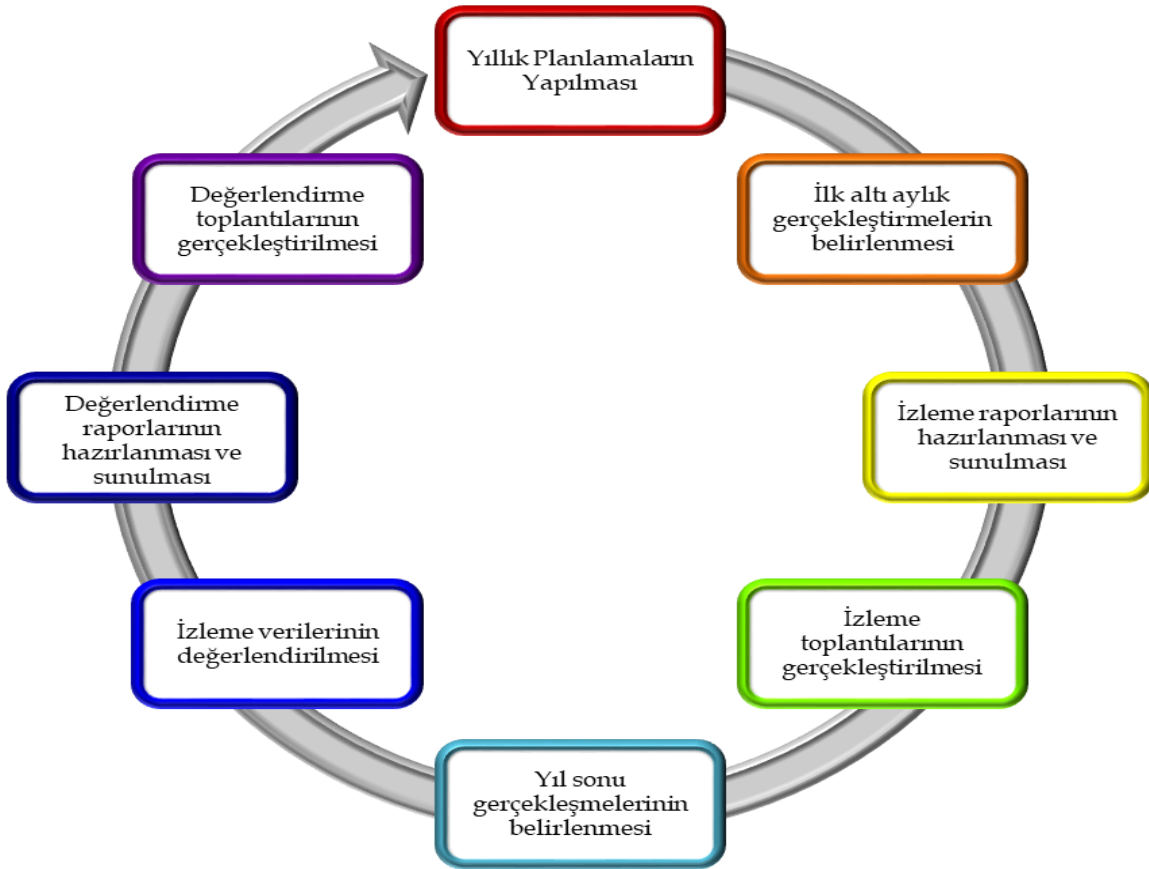 Yıllık Planlamaların
Yapılması
İlk altı aylık
gerçekleştirmelerin
belirlenmesi
İzleme raporlarının
hazırlanması ve
sunulması
İzleme
toplantılarının
gerçekleştirilmesi
Yıl sonu
gerçekleşmelerinin
belirlenmesi
İzleme verilerinin
değerlendirilmesi
Değerlendirme
raporlarının
hazırlanması ve
sunulması
Değerlendirme
toplantılarının
gerçekleştirilmesi